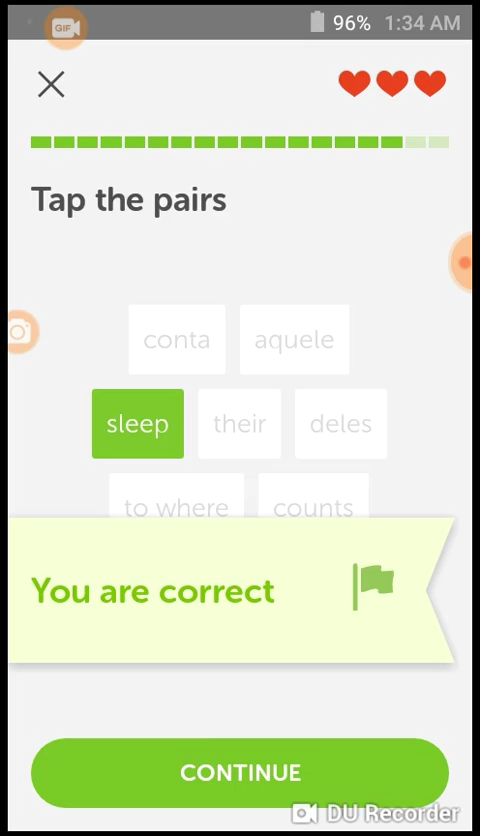 GIF
96% 1:34 AM
Tap the pairs
conta aquele
sleep their deles
to where counts
You are correct
CONTINUE
DU Recorder